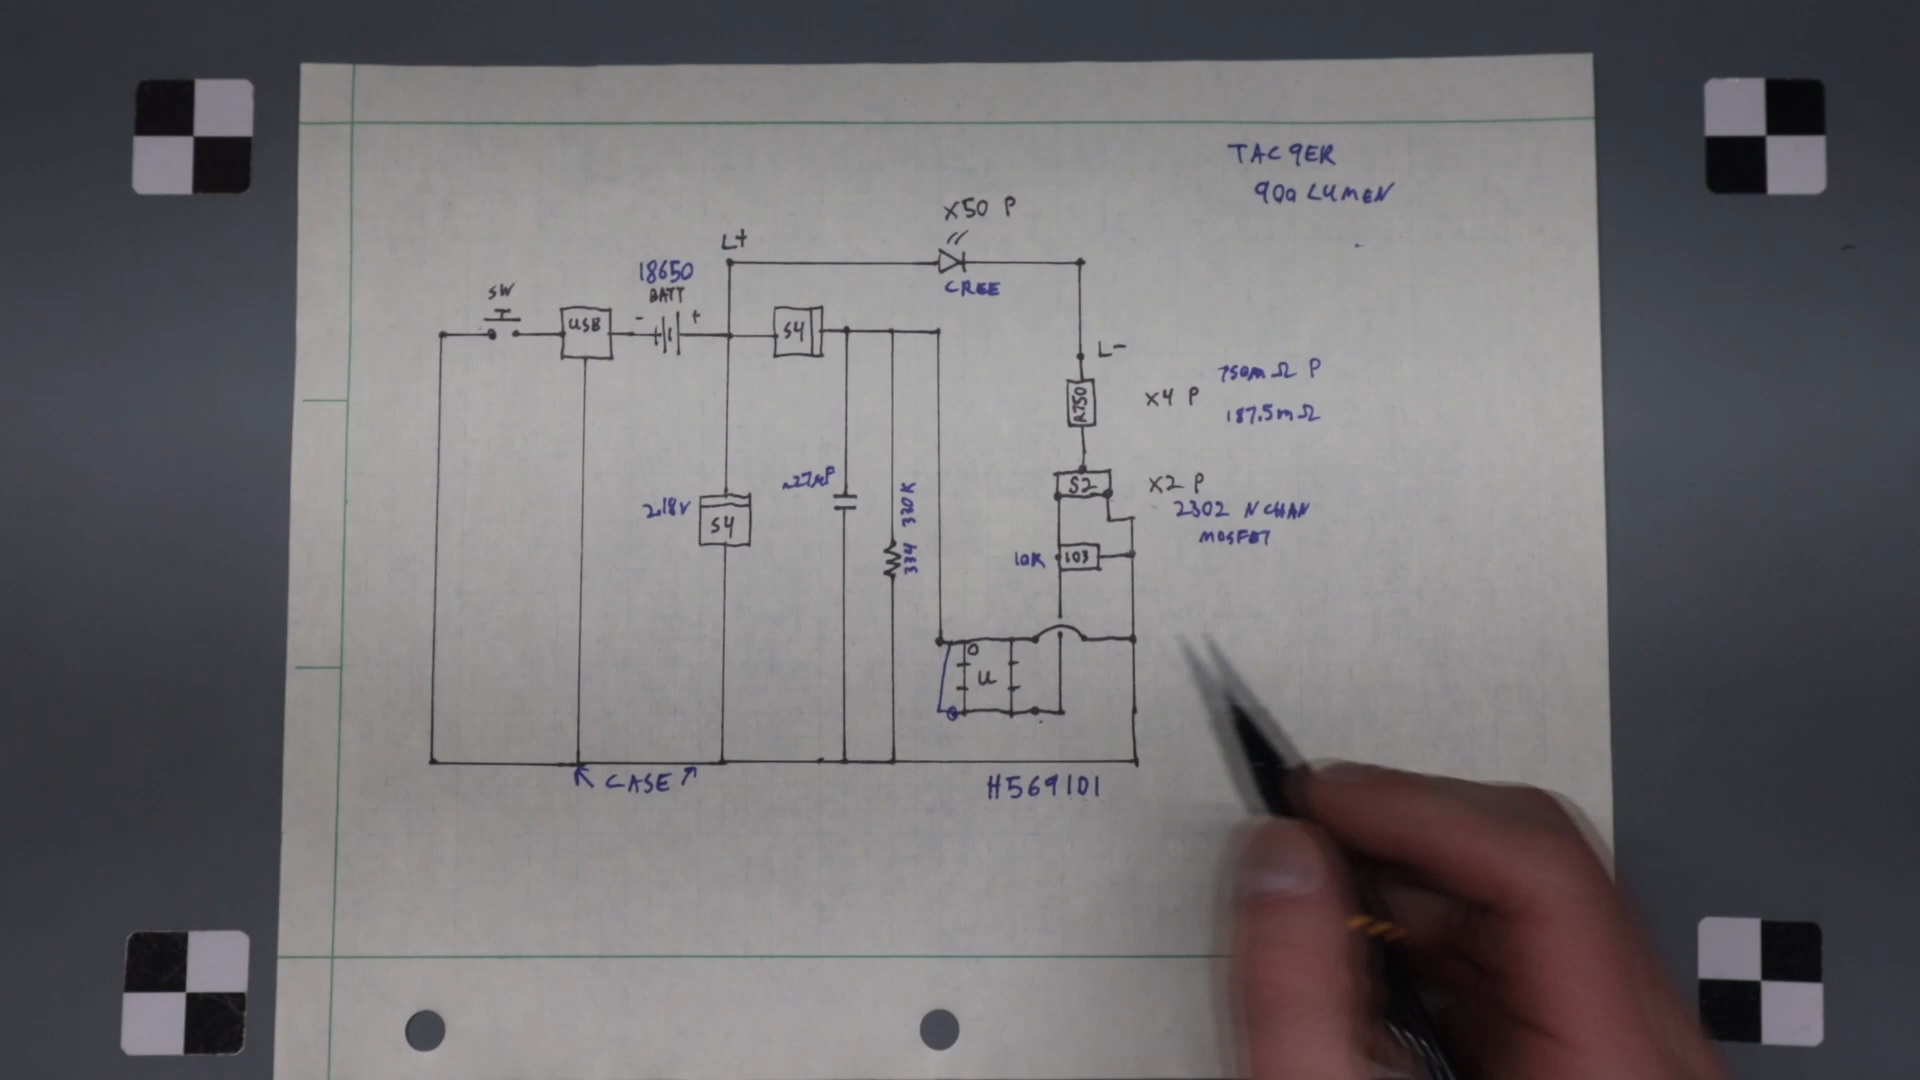 TAC9ER
900 LUMEN
X50 P
L+
CREE
18650
BATT
- +
SW
USB
S4
L-
R750
X4 P
750mΩ P
187.5mΩ
S2
X2 P
2302 N CHAN
MOSFET
2.18V
S4
334 330K
10K
103
O
U
CASE
H569101